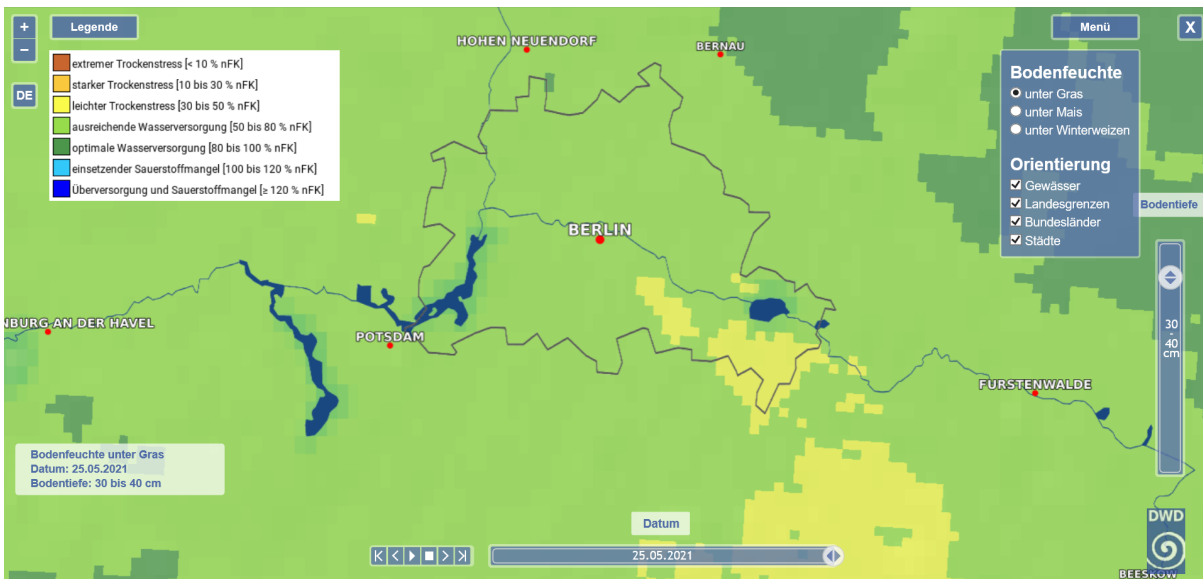 +
−
DE
Legende
extremer Trockenstress [< 10 % nFK]
starker Trockenstress [10 bis 30 % nFK]
leichter Trockenstress [30 bis 50 % nFK]
ausreichende Wasserversorgung [50 bis 80 % nFK]
optimale Wasserversorgung [80 bis 100 % nFK]
einsetzender Sauerstoffmangel [100 bis 120 % nFK]
Überversorgung und Sauerstoffmangel [≥ 120 % nFK]
HOHEN NEUENDORF
BERNAU
Menü
X
Bodenfeuchte
unter Gras
unter Mais
unter Winterweizen
Orientierung
Gewässer
Landesgrenzen
Bundesländer
Städte
Bodentiefe
30
-
40
cm
BERLIN
NBURG AN DER HAVEL
POTSDAM
FÜRSTENWALDE
Bodenfeuchte unter Gras
Datum: 25.05.2021
Bodentiefe: 30 bis 40 cm
Datum
25.05.2021
DWD
BEESKOW